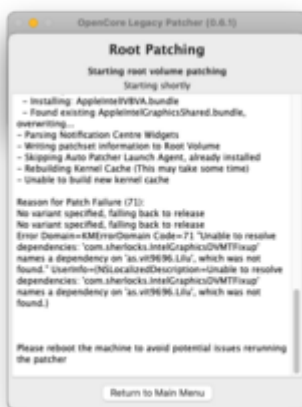 OpenCore Legacy Patcher (0.6.1)
Root Patching
Starting root volume patching
Starting shortly
- Installing: AppleIntelIVBVA.bundle
- Found existing AppleIntelGraphicsShared.bundle,
overwriting...
- Parsing Notification Centre Widgets
- Writing patchset information to Root Volume
- Skipping Auto Patcher Launch Agent, already installed
- Rebuilding Kernel Cache (This may take some time)
- Unable to build new kernel cache
Reason for Patch Failure (71):
No variant specified, falling back to release
No variant specified, falling back to release
Error Domain=KMErrorDomain Code=71 "Unable to resolve
dependencies: 'com.sherlocks.IntelGraphicsDVMTFixup'
names a dependency on 'as.vit9696.Lilu', which was not
found." UserInfo={NSLocalizedDescription=Unable to resolve
dependencies: 'com.sherlocks.IntelGraphicsDVMTFixup'
names a dependency on 'as.vit9696.Lilu', which was not
found.}
Please reboot the machine to avoid potential issues rerunning
the patcher
Return to Main Menu